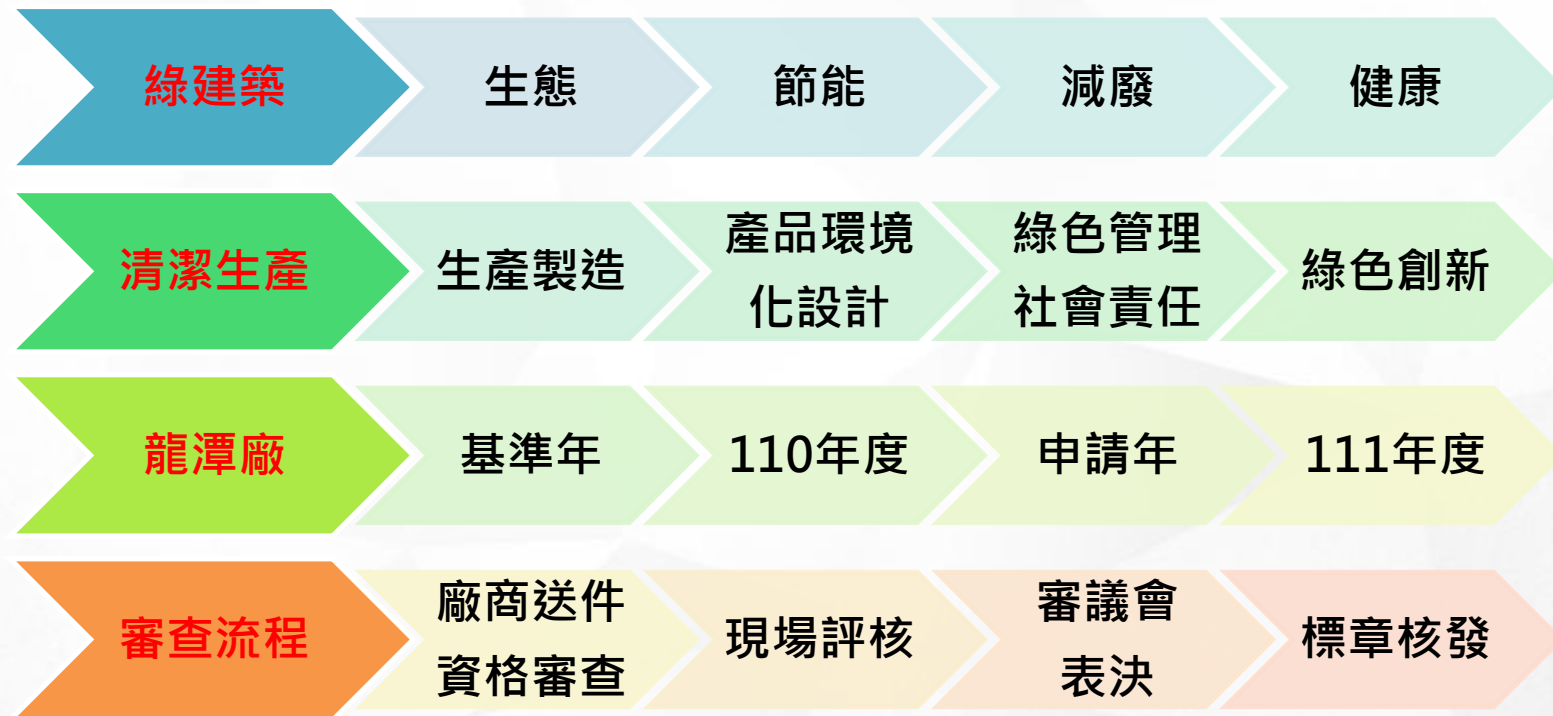 綠建築
生態
節能
減廢
健康
清潔生產
生產製造
產品環境
化設計
綠色管理
社會責任
綠色創新
龍潭廠
基準年
110年度
申請年
111年度
審查流程
廠商送件
資格審查
現場評核
審議會
表決
標章核發